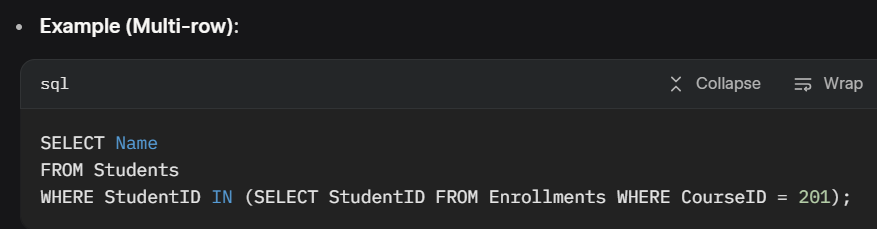 • Example (Multi-row):
sql Collapse Wrap
SELECT Name
FROM Students
WHERE StudentID IN (SELECT StudentID FROM Enrollments WHERE CourseID = 201);